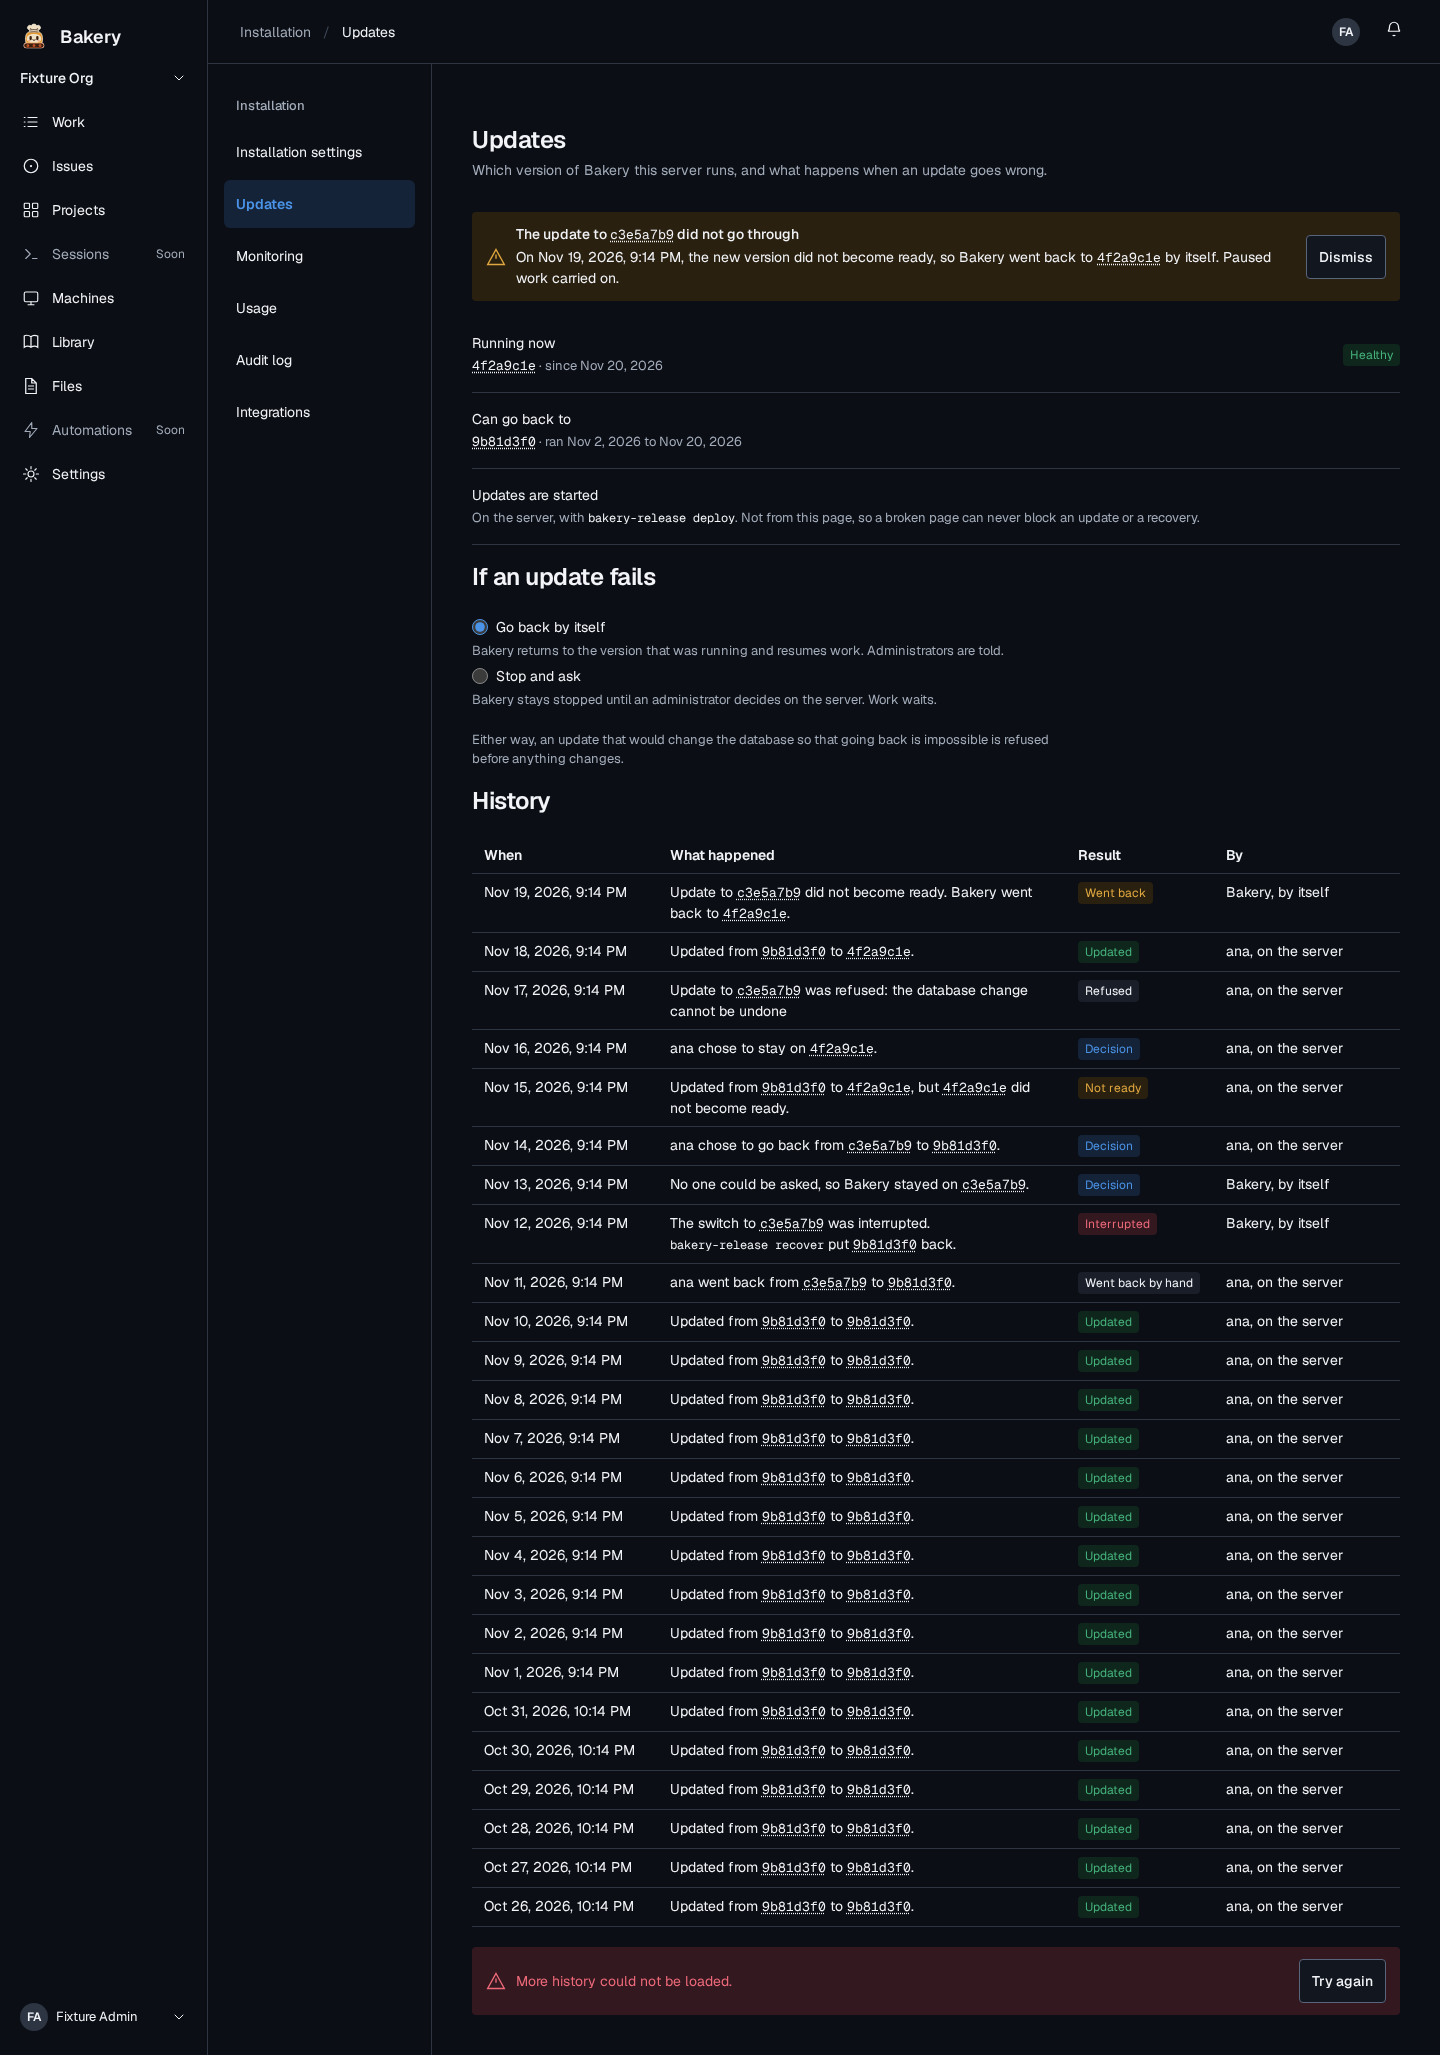 Bakery
Installation / Updates
FA
Fixture Org
Work
Issues
Projects
Sessions Soon
Machines
Library
Files
Automations Soon
Settings
Installation
Installation settings
Updates
Monitoring
Usage
Audit log
Integrations
Updates
Which version of Bakery this server runs, and what happens when an update goes wrong.
The update to c3e5a7b9 did not go through
On Nov 19, 2026, 9:14 PM, the new version did not become ready, so Bakery went back to 4f2a9c1e by itself. Paused
work carried on.
Dismiss
Running now
4f2a9c1e · since Nov 20, 2026
Healthy
Can go back to
9b81d3f0 · ran Nov 2, 2026 to Nov 20, 2026
Updates are started
On the server, with bakery-release deploy. Not from this page, so a broken page can never block an update or a recovery.
If an update fails
Go back by itself
Bakery returns to the version that was running and resumes work. Administrators are told.
Stop and ask
Bakery stays stopped until an administrator decides on the server. Work waits.
Either way, an update that would change the database so that going back is impossible is refused
before anything changes.
History
When What happened Result By
Nov 19, 2026, 9:14 PM Update to c3e5a7b9 did not become ready. Bakery went Went back Bakery, by itself
back to 4f2a9c1e.
Nov 18, 2026, 9:14 PM Updated from 9b81d3f0 to 4f2a9c1e. Updated ana, on the server
Nov 17, 2026, 9:14 PM Update to c3e5a7b9 was refused: the database change Refused ana, on the server
cannot be undone
Nov 16, 2026, 9:14 PM ana chose to stay on 4f2a9c1e. Decision ana, on the server
Nov 15, 2026, 9:14 PM Updated from 9b81d3f0 to 4f2a9c1e, but 4f2a9c1e did Not ready ana, on the server
not become ready.
Nov 14, 2026, 9:14 PM ana chose to go back from c3e5a7b9 to 9b81d3f0. Decision ana, on the server
Nov 13, 2026, 9:14 PM No one could be asked, so Bakery stayed on c3e5a7b9. Decision Bakery, by itself
Nov 12, 2026, 9:14 PM The switch to c3e5a7b9 was interrupted. Interrupted Bakery, by itself
bakery-release recover put 9b81d3f0 back.
Nov 11, 2026, 9:14 PM ana went back from c3e5a7b9 to 9b81d3f0. Went back by hand ana, on the server
Nov 10, 2026, 9:14 PM Updated from 9b81d3f0 to 9b81d3f0. Updated ana, on the server
Nov 9, 2026, 9:14 PM Updated from 9b81d3f0 to 9b81d3f0. Updated ana, on the server
Nov 8, 2026, 9:14 PM Updated from 9b81d3f0 to 9b81d3f0. Updated ana, on the server
Nov 7, 2026, 9:14 PM Updated from 9b81d3f0 to 9b81d3f0. Updated ana, on the server
Nov 6, 2026, 9:14 PM Updated from 9b81d3f0 to 9b81d3f0. Updated ana, on the server
Nov 5, 2026, 9:14 PM Updated from 9b81d3f0 to 9b81d3f0. Updated ana, on the server
Nov 4, 2026, 9:14 PM Updated from 9b81d3f0 to 9b81d3f0. Updated ana, on the server
Nov 3, 2026, 9:14 PM Updated from 9b81d3f0 to 9b81d3f0. Updated ana, on the server
Nov 2, 2026, 9:14 PM Updated from 9b81d3f0 to 9b81d3f0. Updated ana, on the server
Nov 1, 2026, 9:14 PM Updated from 9b81d3f0 to 9b81d3f0. Updated ana, on the server
Oct 31, 2026, 10:14 PM Updated from 9b81d3f0 to 9b81d3f0. Updated ana, on the server
Oct 30, 2026, 10:14 PM Updated from 9b81d3f0 to 9b81d3f0. Updated ana, on the server
Oct 29, 2026, 10:14 PM Updated from 9b81d3f0 to 9b81d3f0. Updated ana, on the server
Oct 28, 2026, 10:14 PM Updated from 9b81d3f0 to 9b81d3f0. Updated ana, on the server
Oct 27, 2026, 10:14 PM Updated from 9b81d3f0 to 9b81d3f0. Updated ana, on the server
Oct 26, 2026, 10:14 PM Updated from 9b81d3f0 to 9b81d3f0. Updated ana, on the server
More history could not be loaded.
Try again
FA Fixture Admin